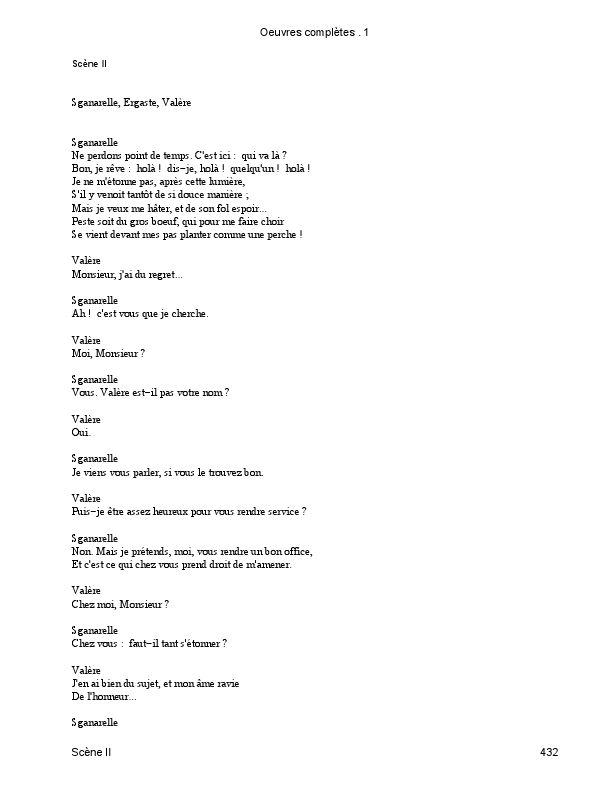 Oeuvres complètes . 1
Scène II
Sganarelle, Ergaste, Valère
Sganarelle
Ne perdons point de temps. C'est ici : qui va là ?
Bon, je rêve : holà ! dis-je, holà ! quelqu'un ! holà !
Je ne m'étonne pas, après cette lumière,
S'il y venoit tantôt de si douce manière ;
Mais je veux me hâter, et de son fol espoir...
Peste soit du gros boeuf, qui pour me faire choir
Se vient devant mes pas planter comme une perche !
Valère
Monsieur, j'ai du regret...
Sganarelle
Ah ! c'est vous que je cherche.
Valère
Moi, Monsieur ?
Sganarelle
Vous. Valère est-il pas votre nom ?
Valère
Oui.
Sganarelle
Je viens vous parler, si vous le trouvez bon.
Valère
Puis-je être assez heureux pour vous rendre service ?
Sganarelle
Non. Mais je prétends, moi, vous rendre un bon office,
Et c'est ce qui chez vous prend droit de m'amener.
Valère
Chez moi, Monsieur ?
Sganarelle
Chez vous : faut-il tant s'étonner ?
Valère
J'en ai bien du sujet, et mon âme ravie
De l'honneur...
Sganarelle
Scène II 432